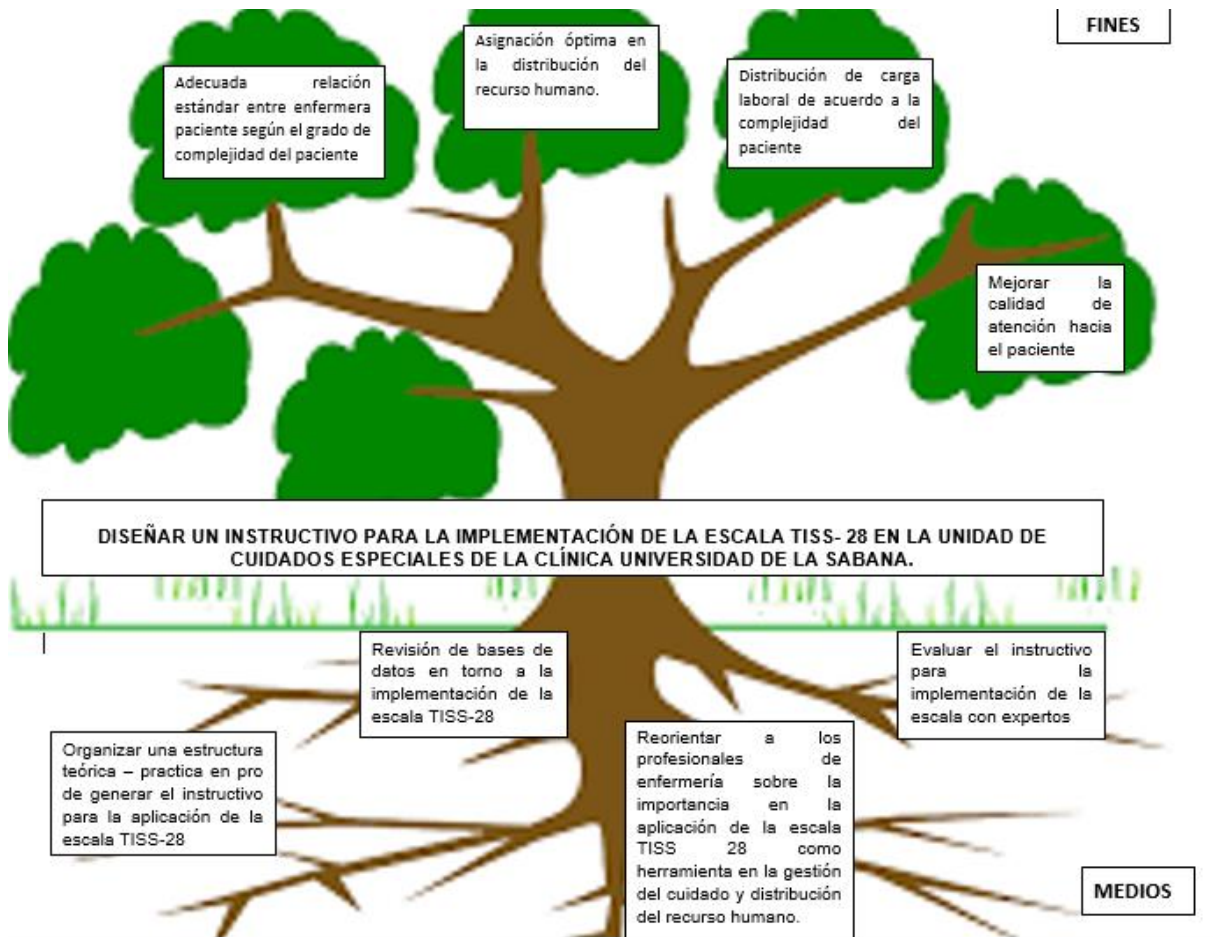 FINES
Asignación óptima en
la distribución del
recurso humano.
Adecuada relación
estándar entre enfermera
paciente según el grado de
complejidad del paciente
Distribución de carga
laboral de acuerdo a la
complejidad del
paciente
Mejorar la
calidad de
atención hacia
el paciente
DISEÑAR UN INSTRUCTIVO PARA LA IMPLEMENTACIÓN DE LA ESCALA TISS- 28 EN LA UNIDAD DE
CUIDADOS ESPECIALES DE LA CLÍNICA UNIVERSIDAD DE LA SABANA.
Revisión de bases de
datos en torno a la
implementación de la
escala TISS-28
Evaluar el instructivo
para la
implementación de la
escala con expertos
Organizar una estructura
teórica – practica en pro
de generar el instructivo
para la aplicación de la
escala TISS-28
Reorientar a los
profesionales de
enfermería sobre la
importancia en la
aplicación de la escala
TISS 28 como
herramienta en la gestión
del cuidado y distribución
del recurso humano.
MEDIOS